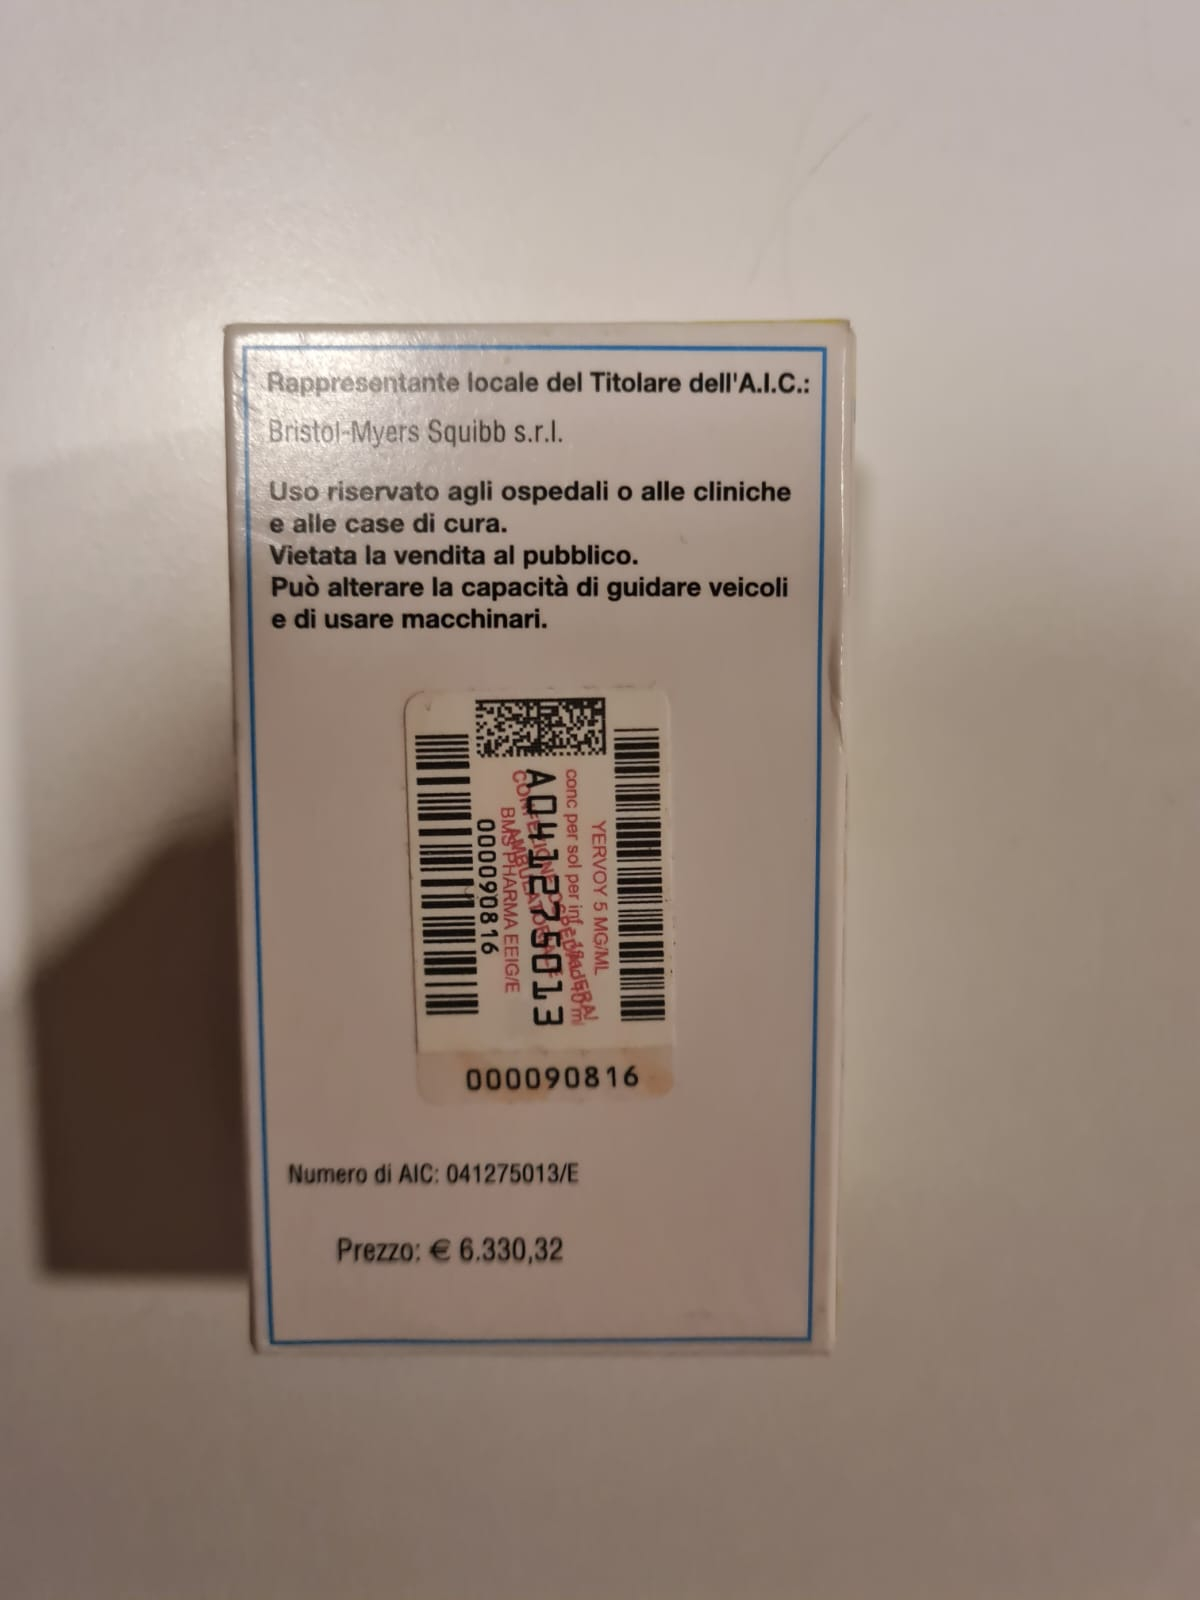 Rappresentante locale del Titolare dell'A.I.C.:
Bristol-Myers Squibb s.r.l.
Uso riservato agli ospedali o alle cliniche
e alle case di cura.
Vietata la vendita al pubblico.
Può alterare la capacità di guidare veicoli
e di usare macchinari.
YERVOY 5 MG/ML
conc per sol per inf
A041275013
BMS PHARMA EEIG/E
000090816
000090816
Numero di AIC: 041275013/E
Prezzo: € 6.330,32